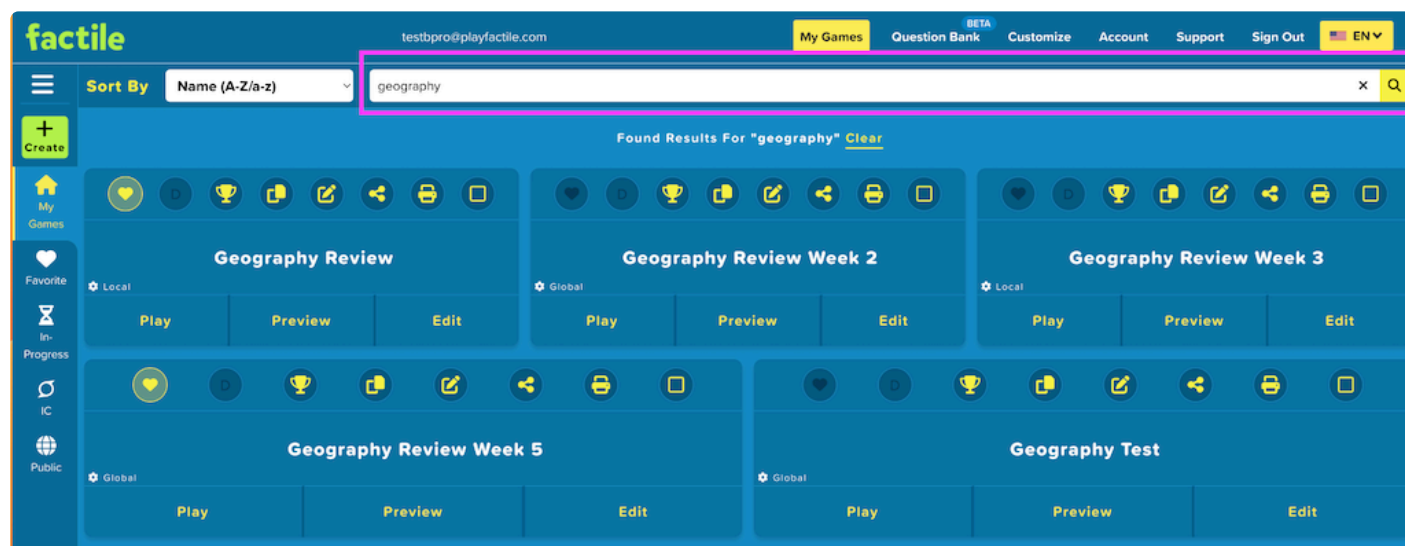 factile
testbpro@playfactile.com
My Games
Question Bank
BETA
Customize
Account
Support
Sign Out
EN
Sort By
Name (A-Z/a-z)
geography
Create
Found Results For "geography" Clear
My Games
Favorite
In-Progress
IC
Public
D
Geography Review
Local
Play
Preview
Edit
D
Geography Review Week 2
Global
Play
Preview
Edit
D
Geography Review Week 3
Local
Play
Preview
Edit
D
Geography Review Week 5
Global
Play
Preview
Edit
D
Geography Test
Global
Play
Preview
Edit